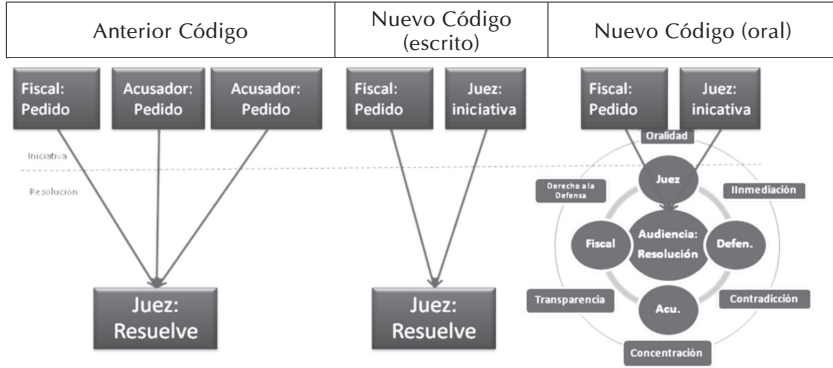 Anterior Código
Nuevo Código
(escrito)
Nuevo Código (oral)
Fiscal:
Pedido
Acusador:
Pedido
Acusador:
Pedido
Fiscal:
Pedido
Juez:
iniciativa
Fiscal:
Pedido
Juez:
inicativa
Iniciativa
Resolución
Juez:
Resuelve
Juez:
Resuelve
Oralidad
Juez
Derecho a la
Defensa
IInmediación
Fiscal
Audiencia:
Resolución
Defen.
Transparencia
Acu.
Contradicción
Concentración